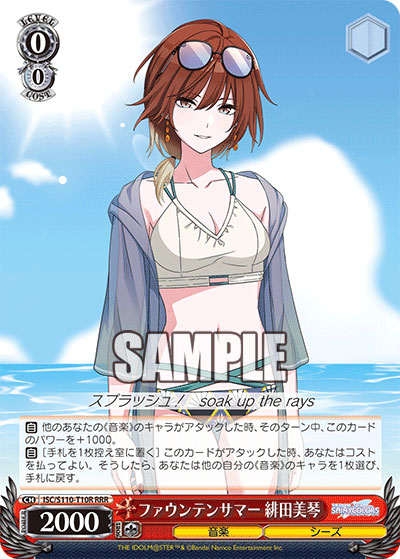 LEVEL
0
0
COST
SAMPLE
スプラッシュ! soak up the rays
自 他のあなたの《音楽》のキャラがアタックした時、そのターン中、このカード
のパワーを+1000。
自 [手札を1枚控え室に置く] このカードがアタックした時、あなたはコスト
を払ってよい。そうしたら、あなたは他の自分の《音楽》のキャラを1枚選び、
手札に戻す。
CH ISC/S110-T10R RRR
2000
ファウンテンサマー 緋田美琴
音楽 シーズ
SHINYCOLORS
THE IDOLM@STER™& ©Bandai Namco Entertainment Inc.